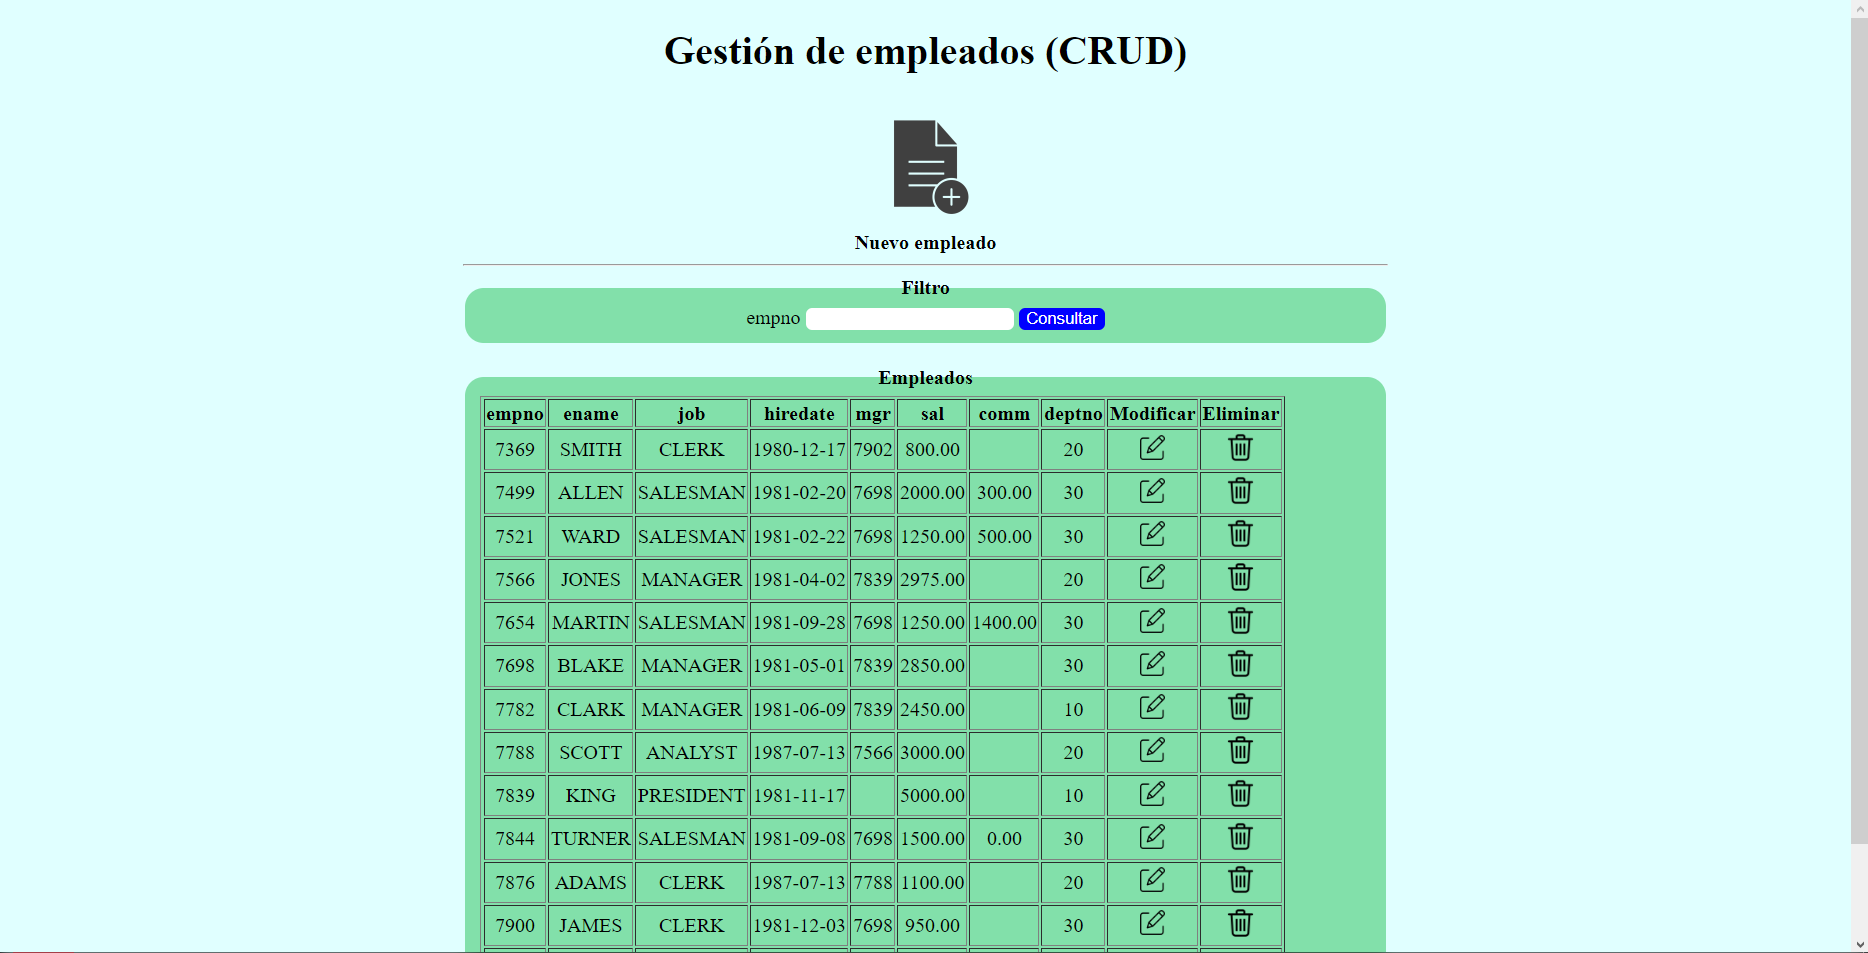 Gestión de empleados (CRUD)
Nuevo empleado
Filtro
empno Consultar
Empleados
empno ename job hiredate mgr sal comm deptno Modificar Eliminar
7369 SMITH CLERK 1980-12-17 7902 800.00 20
7499 ALLEN SALESMAN 1981-02-20 7698 2000.00 300.00 30
7521 WARD SALESMAN 1981-02-22 7698 1250.00 500.00 30
7566 JONES MANAGER 1981-04-02 7839 2975.00 20
7654 MARTIN SALESMAN 1981-09-28 7698 1250.00 1400.00 30
7698 BLAKE MANAGER 1981-05-01 7839 2850.00 30
7782 CLARK MANAGER 1981-06-09 7839 2450.00 10
7788 SCOTT ANALYST 1987-07-13 7566 3000.00 20
7839 KING PRESIDENT 1981-11-17 5000.00 10
7844 TURNER SALESMAN 1981-09-08 7698 1500.00 0.00 30
7876 ADAMS CLERK 1987-07-13 7788 1100.00 20
7900 JAMES CLERK 1981-12-03 7698 950.00 30